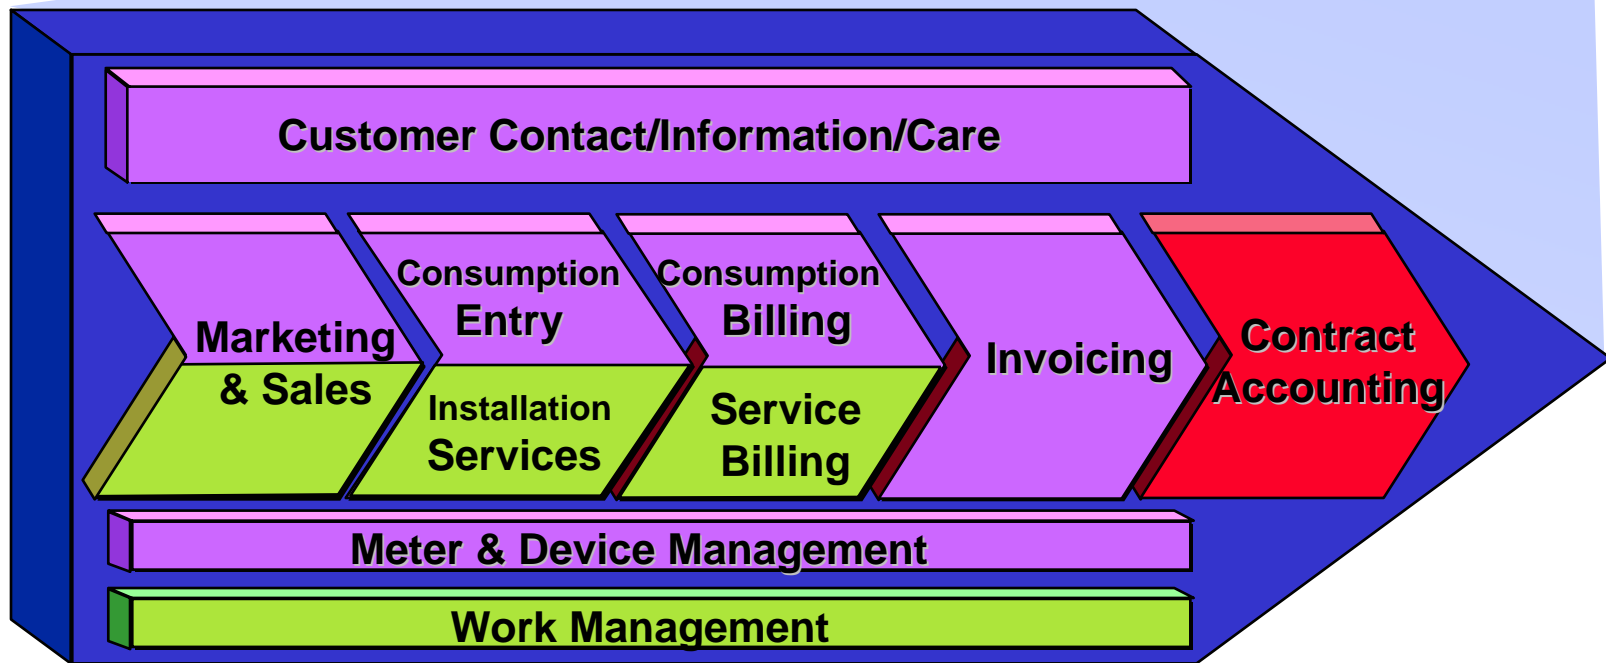 Customer Contact/Information/Care
Marketing
& Sales
Consumption
Entry
Installation
Services
Consumption
Billing
Service
Billing
Invoicing
Contract
Accounting
Meter & Device Management
Work Management